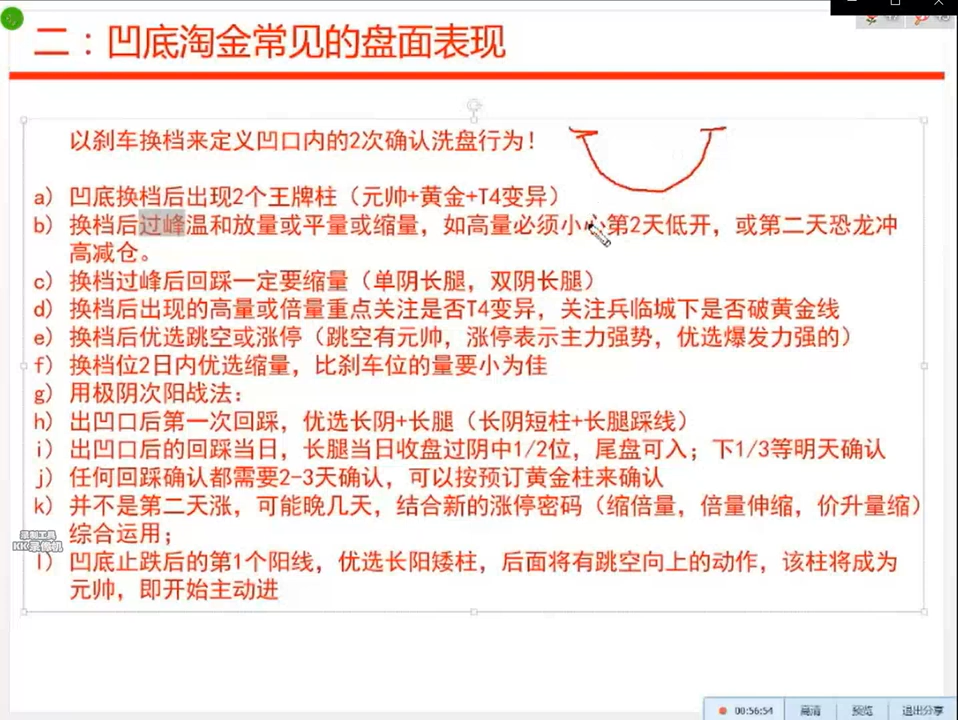 二：凹底淘金常见的盘面表现
以刹车换档来定义凹口内的2次确认洗盘行为！
a）凹底换档后出现2个王牌柱（元帅+黄金+T4变异）
b）换档后过峰温和放量或平量或缩量，如高量必须小心第2天低开，或第二天恐龙冲
高减仓。
c）换档过峰后回踩一定要缩量（单阴长腿，双阴长腿）
d）换档后出现的高量或倍量重点关注是否T4变异，关注兵临城下是否破黄金线
e）换档后优选跳空或涨停（跳空有元帅，涨停表示主力强势，优选爆发力强的）
f）换档位2日内优选缩量，比刹车位的量要小为佳
g）用极阴次阳战法：
h）出凹口后第一次回踩，优选长阴+长腿（长阴短柱+长腿踩线）
i）出凹口后的回踩当日，长腿当日收盘过阴中1/2位，尾盘可入；下1/3等明天确认
j）任何回踩确认都需要2-3天确认，可以按预订黄金柱来确认
k）并不是第二天涨，可能晚几天，结合新的涨停密码（缩倍量，倍量伸缩，价升量缩）
综合运用；
l）凹底止跌后的第1个阳线，优选长阳矮柱，后面将有跳空向上的动作，该柱将成为
元帅，即开始主动进
录制工具
KK录像机
00:56:54 高清 预览 退出分享